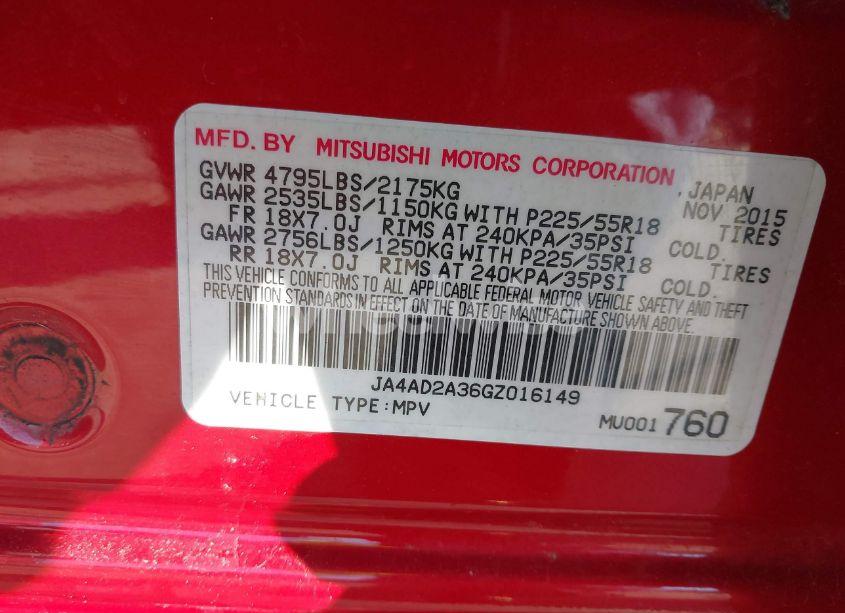 MFD. BY MITSUBISHI MOTORS CORPORATION, JAPAN
GVWR 4795LBS/2175KG NOV 2015
GAWR 2535LBS/1150KG WITH P225/55R18 TIRES
FR 18X7.0J RIMS AT 240KPA/35PSI COLD.
GAWR 2756LBS/1250KG WITH P225/55R18 TIRES
RR 18X7.0J RIMS AT 240KPA/35PSI COLD.
THIS VEHICLE CONFORMS TO ALL APPLICABLE FEDERAL MOTOR VEHICLE SAFETY AND THEFT
PREVENTION STANDARDS IN EFFECT ON THE DATE OF MANUFACTURE SHOWN ABOVE.
JA4AD2A36GZ016149
VEHICLE TYPE:MPV
MU001 760